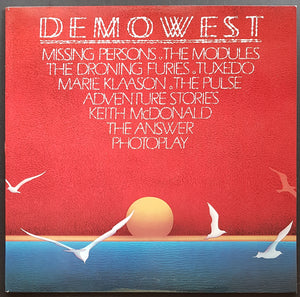 DEMOWEST
MISSING PERSONS • THE MODULES
THE DRONING FURIES • TUXEDO
MARIE KLAASON • THE PULSE
ADVENTURE STORIES
KEITH McDONALD
THE ANSWER
PHOTOPLAY